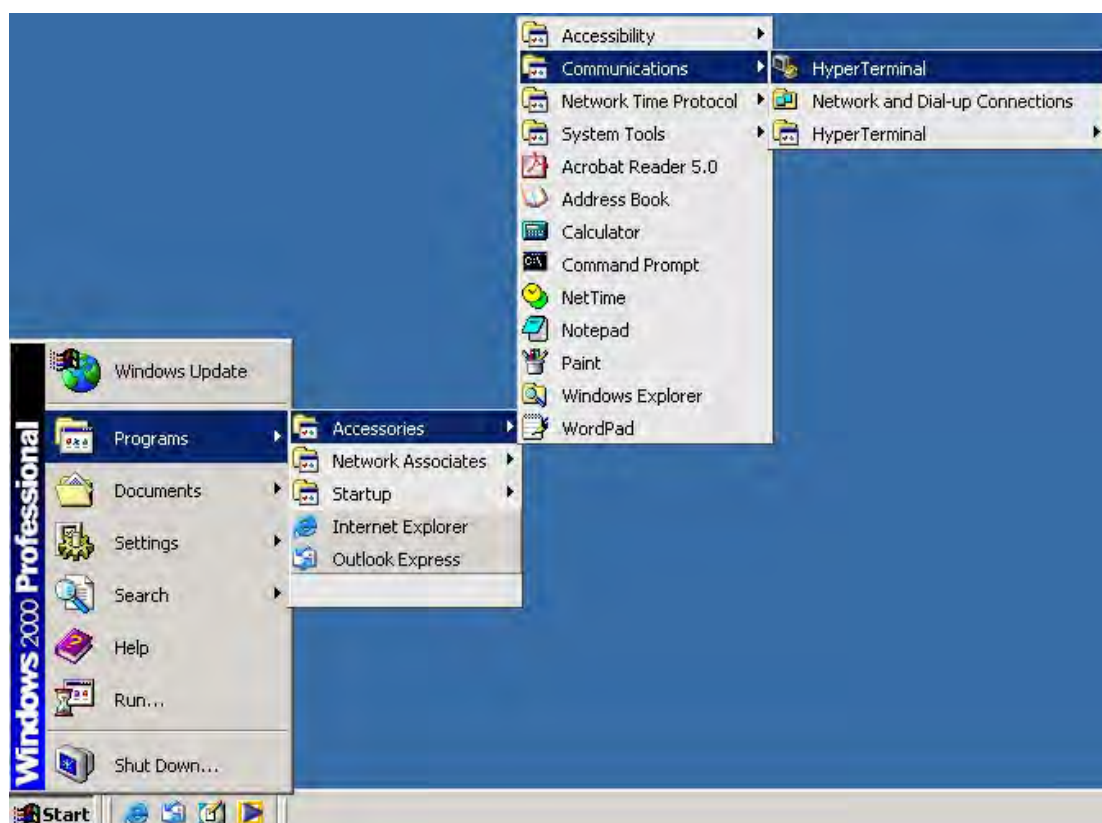 Accessibility
Communications
Network Time Protocol
System Tools
Acrobat Reader 5.0
Address Book
Calculator
Command Prompt
NetTime
Notepad
Paint
Windows Explorer
WordPad
HyperTerminal
Network and Dial-up Connections
HyperTerminal
Windows 2000 Professional
Windows Update
Programs
Documents
Settings
Search
Help
Run...
Shut Down...
Accessories
Network Associates
Startup
Internet Explorer
Outlook Express
Start